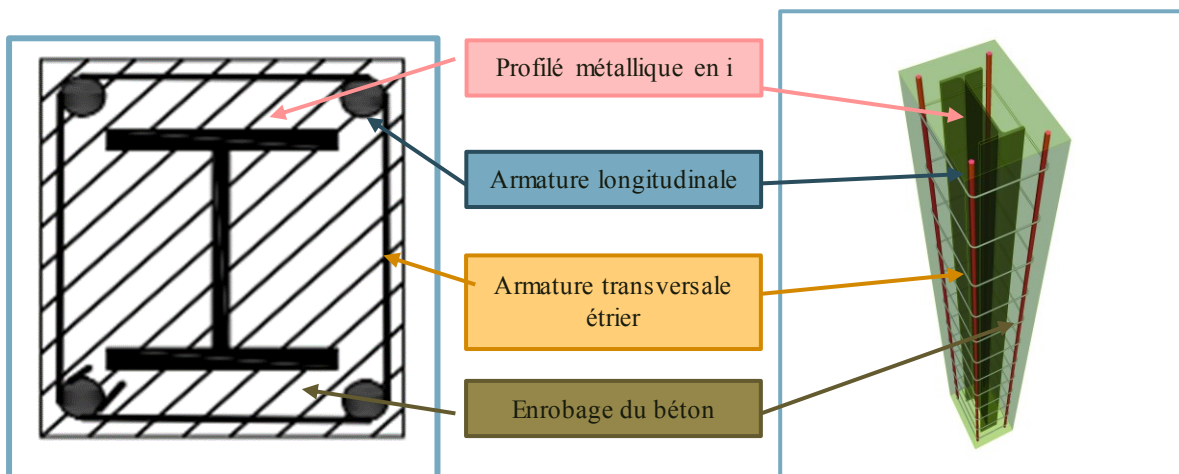 Profilé métallique en i
Armature longitudinale
Armature transversale
étrier
Enrobage du béton